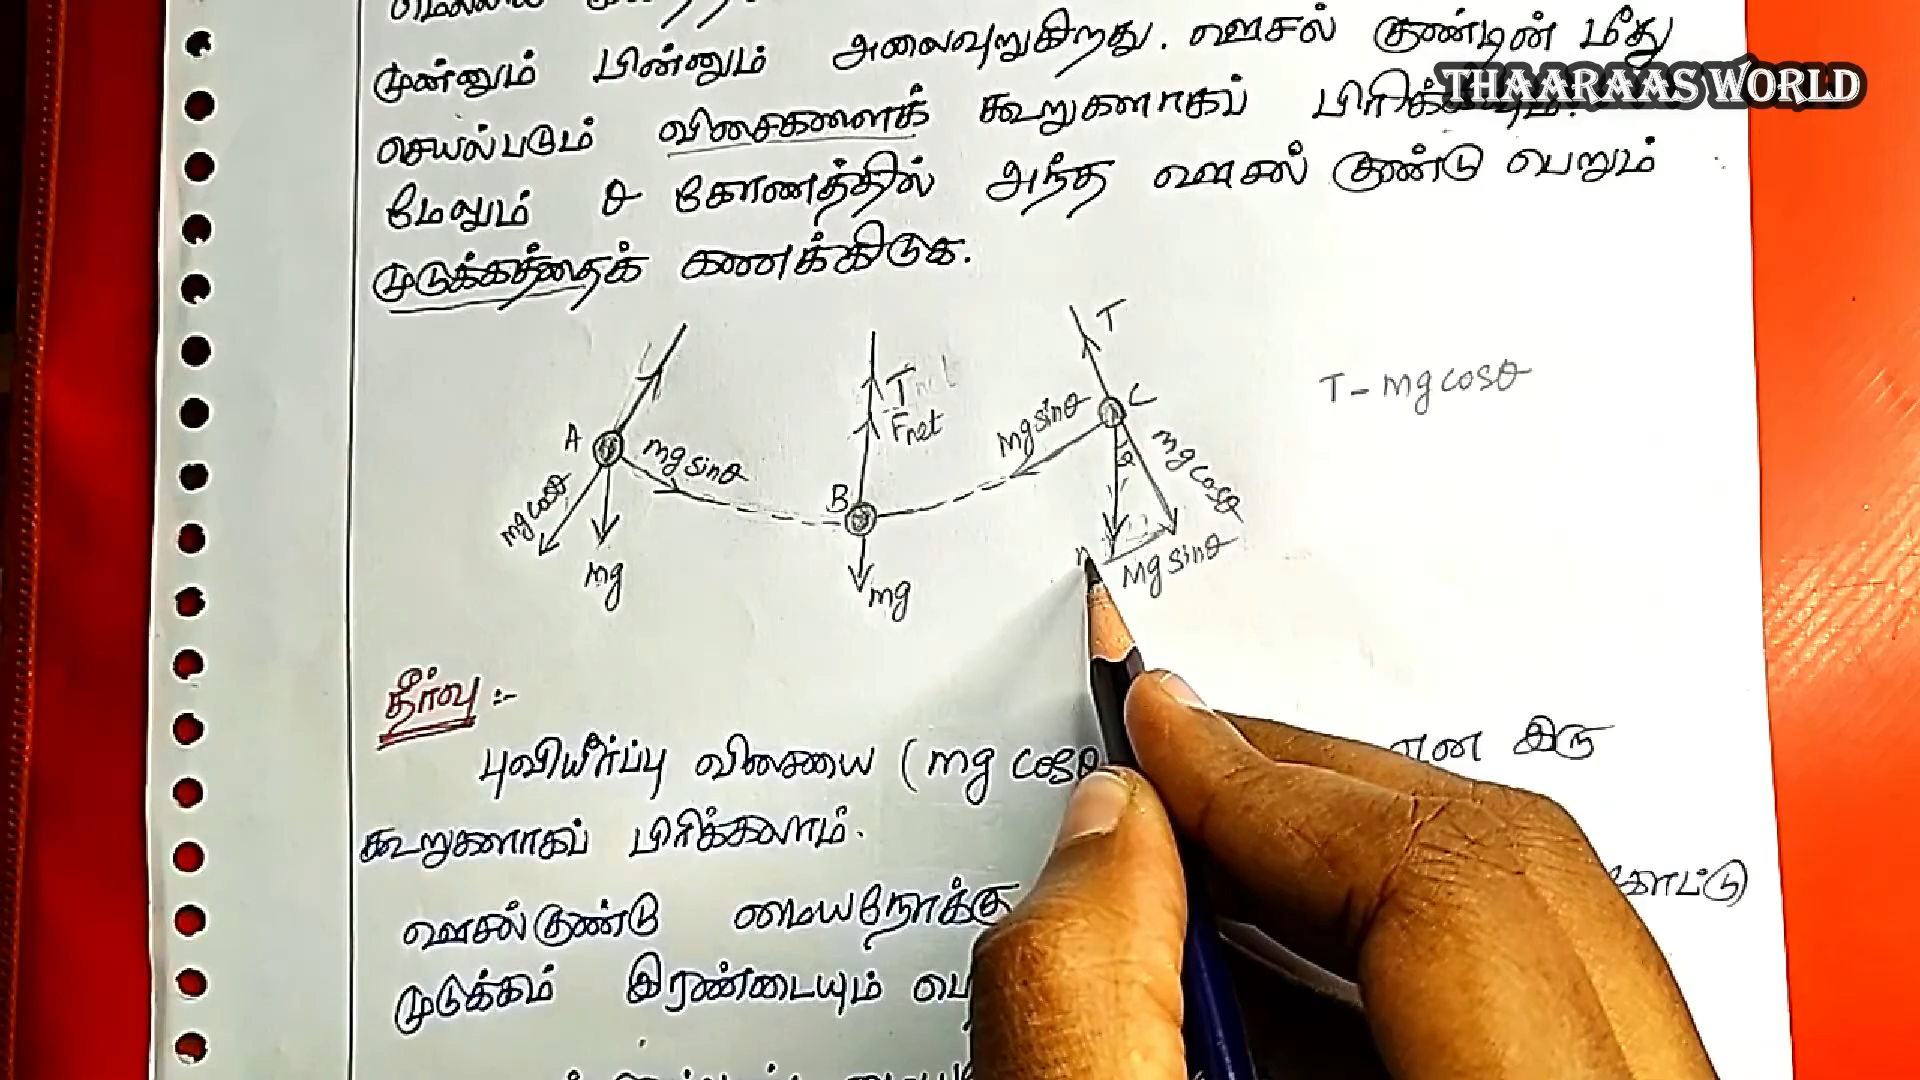 முன்னும் பின்னும் அலைவுறுகிறது. ஊசல் குண்டின் மீது
THAARAAS WORLD
செயல்படும் விசைகளைக் கூறுகளாகப்
மேலும் θ கோணத்தில் அந்த ஊசல் குண்டு பெறும்
முடுக்கத்தைக் கணக்கிடுக.
T
T
Fnet
T - mg cosθ
A
mg sinθ
mg sinθ
C
mg cosθ
mg cosθ
B
θ
mg
mg
mg sinθ
தீர்வு :-
புவியீர்ப்பு விசையை (mg cosθ என இரு
கூறுகளாகப் பிரிக்கலாம்.
ஊசல்குண்டு மையநோக்கு
முடுக்கம் இரண்டையும்